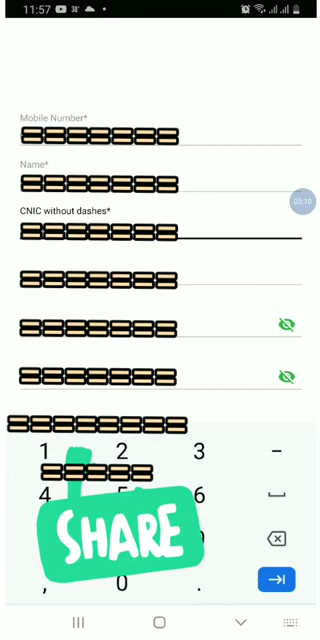 11:57 38°
Mobile Number*
Name*
CNIC without dashes*
03:10
1 2 3 -
4 6
SHARE
, 0 .